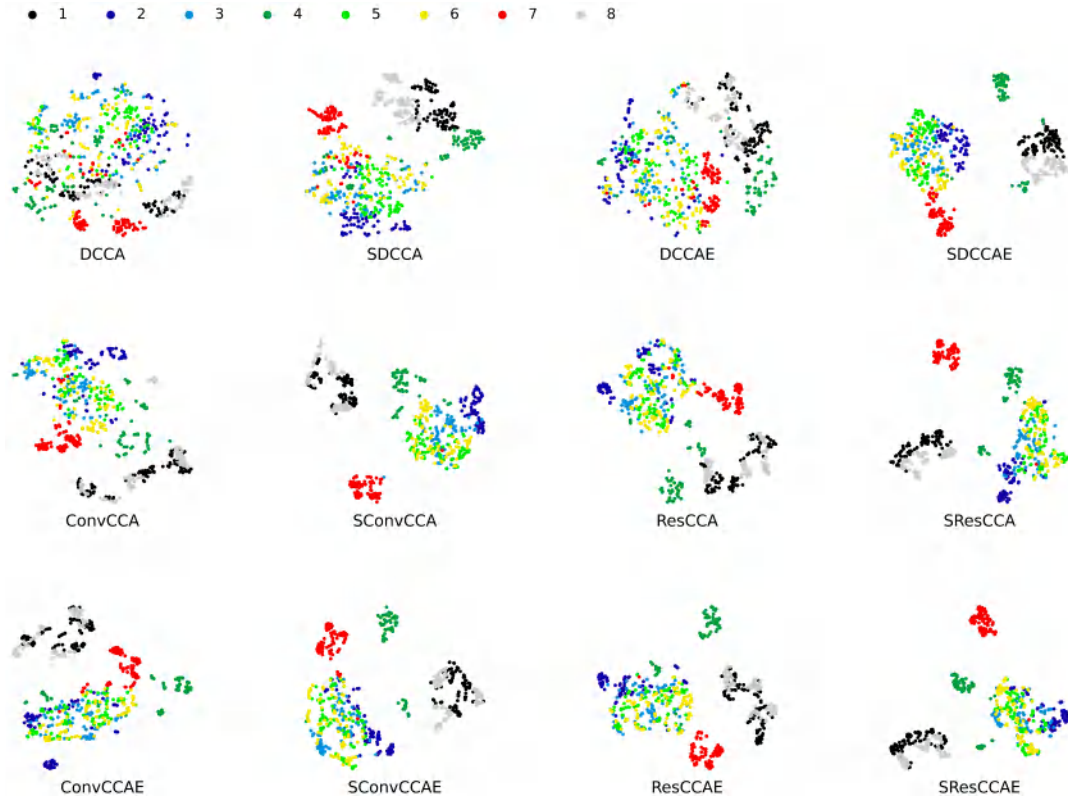 1 2 3 4 5 6 7 8
DCCA SDCCA DCCAE SDCCAE
ConvCCA SConvCCA ResCCA SResCCA
ConvCCAE SConvCCAE ResCCAE SResCCAE